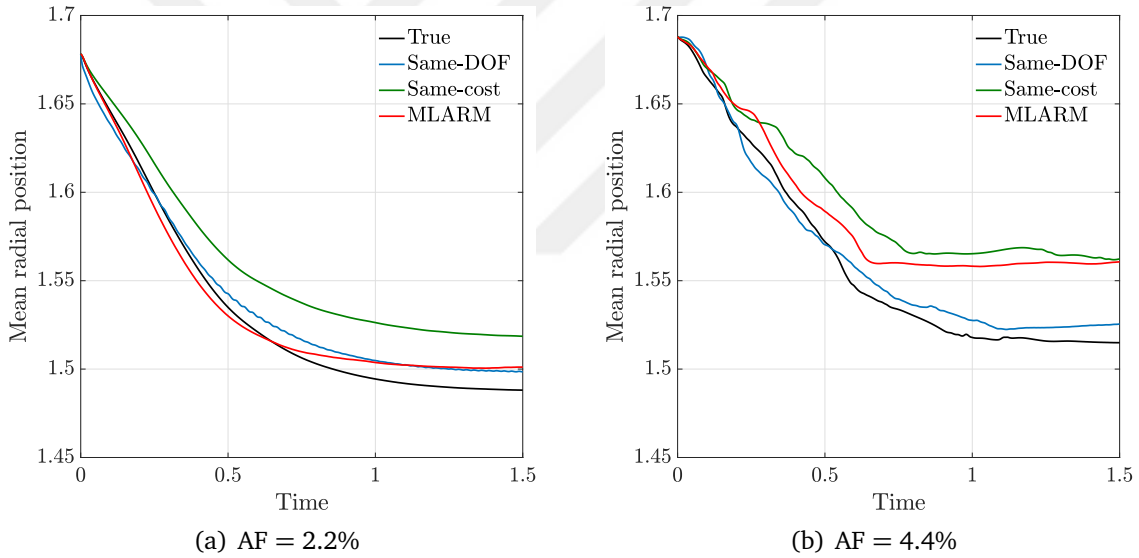 1.7
1.65
1.6
1.55
1.5
1.45
Mean radial position
True
Same-DOF
Same-cost
MLARM
0
0.5
1
1.5
Time
(a) AF = 2.2%
1.7
1.65
1.6
1.55
1.5
1.45
Mean radial position
True
Same-DOF
Same-cost
MLARM
0
0.5
1
1.5
Time
(b) AF = 4.4%